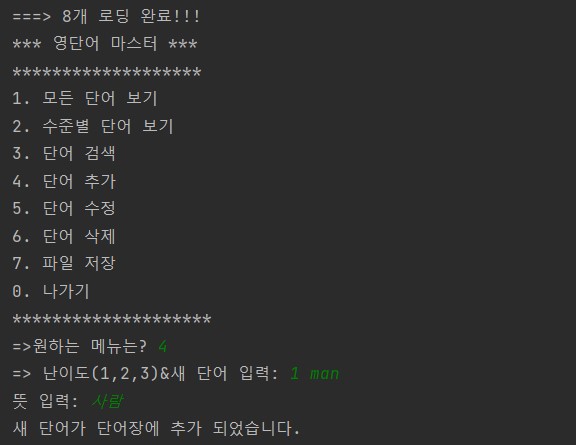 ===> 8개 로딩 완료!!!
*** 영단어 마스터 ***
*******************
1. 모든 단어 보기
2. 수준별 단어 보기
3. 단어 검색
4. 단어 추가
5. 단어 수정
6. 단어 삭제
7. 파일 저장
0. 나가기
********************
=>원하는 메뉴는? 4
=> 난이도(1,2,3)&새 단어 입력: 1 man
뜻 입력: 사람
새 단어가 단어장에 추가 되었습니다.